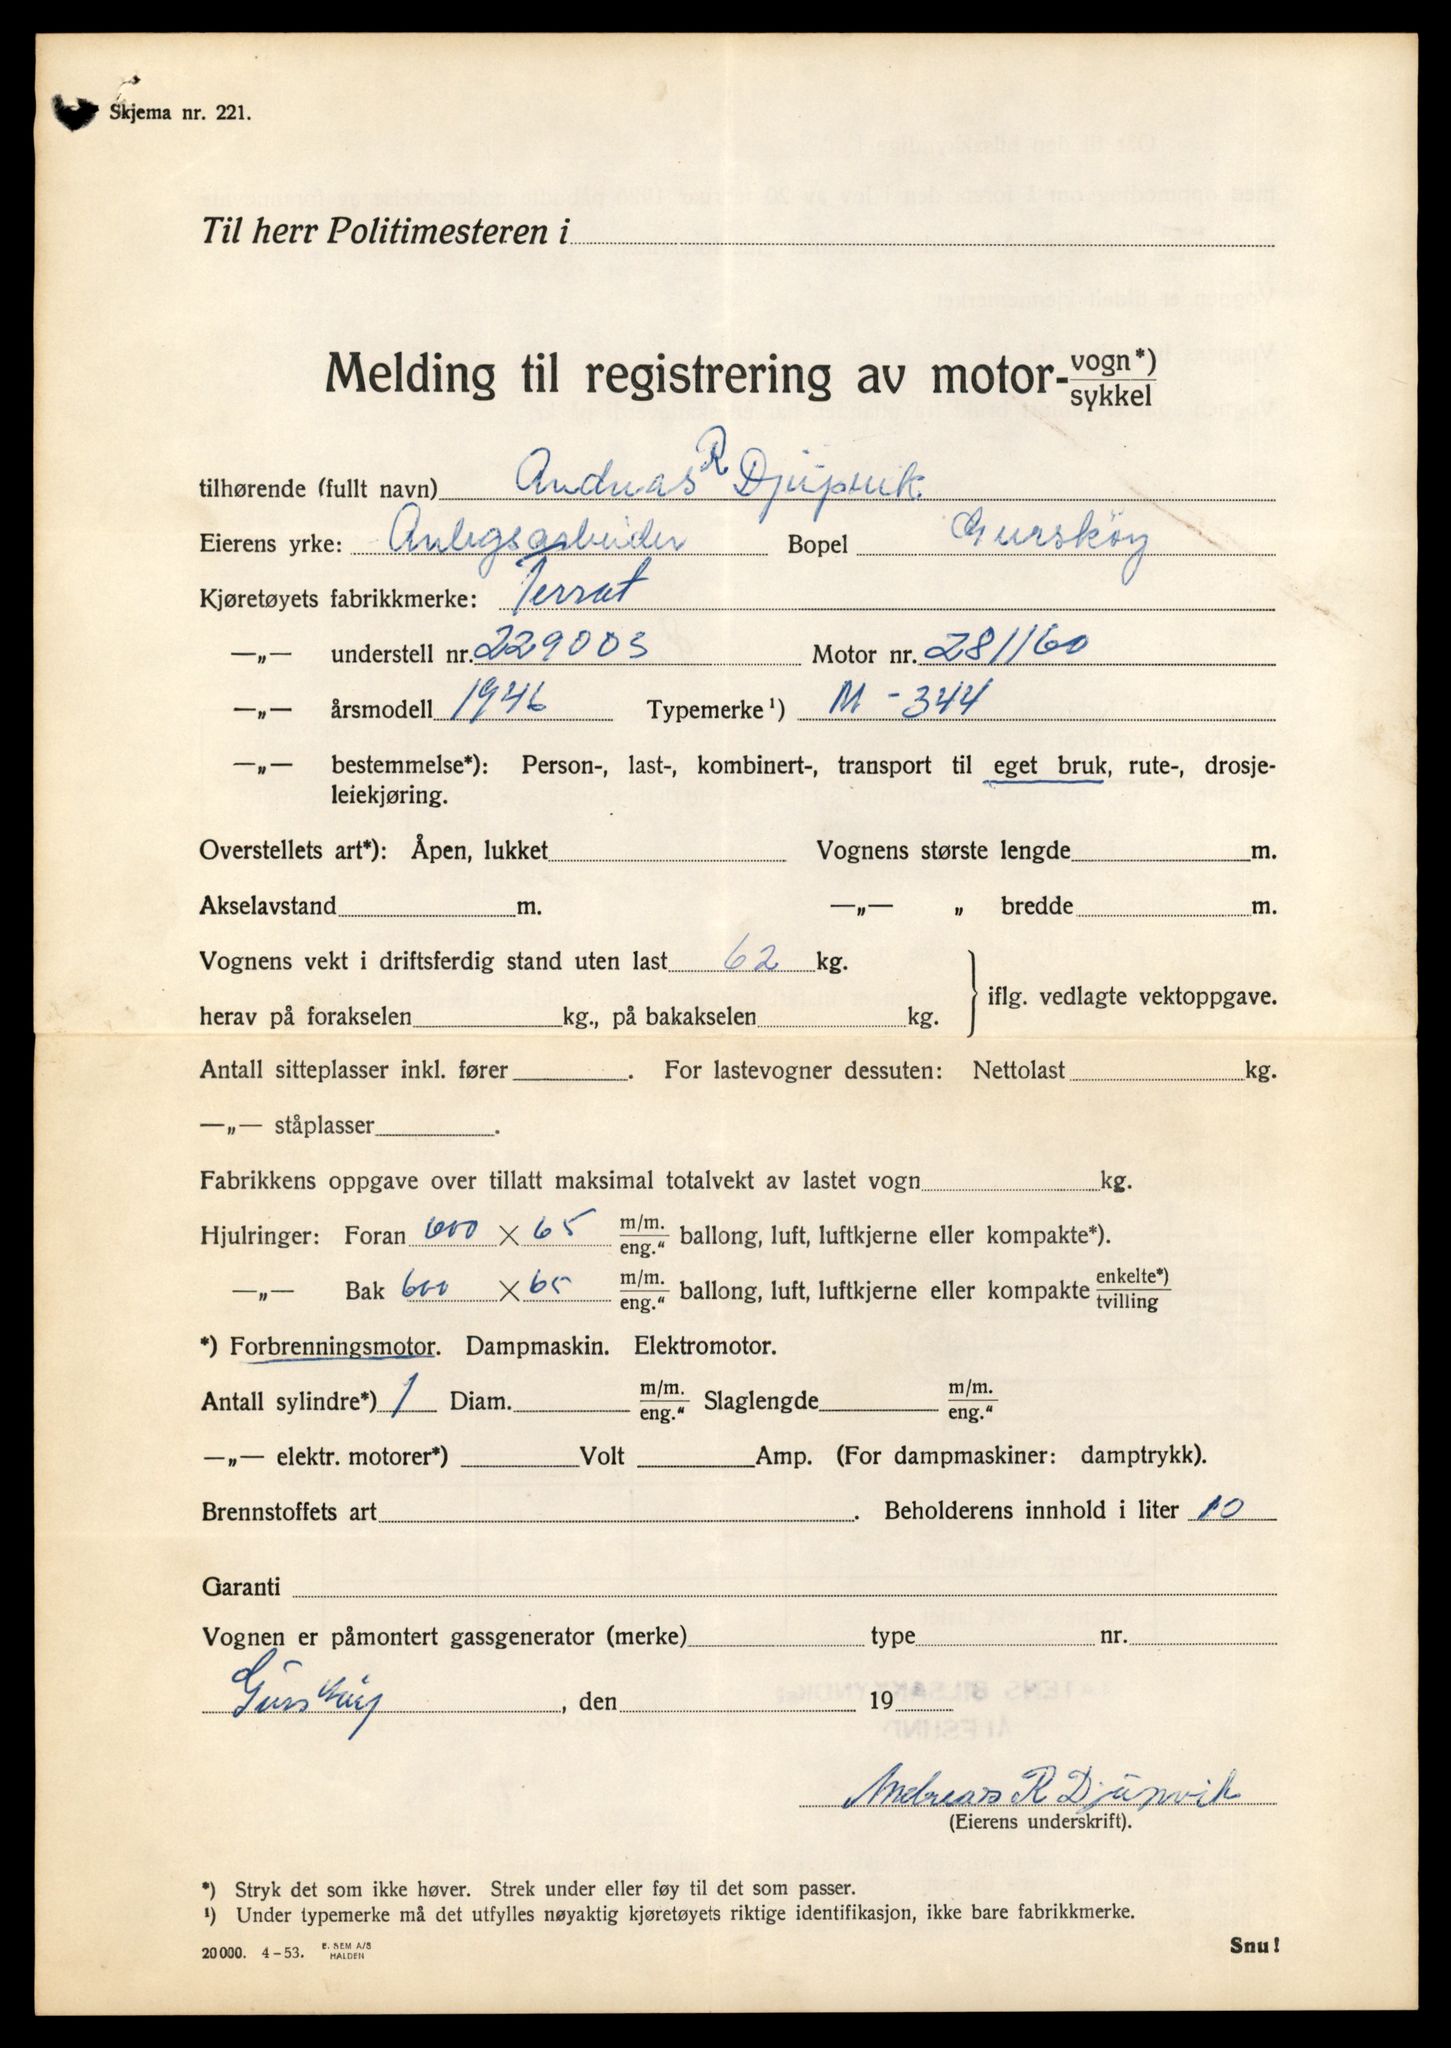 Skjema nr. 221.
Til herr Politimesteren i
Melding til registrering av motor-vogn*)
sykkel
tilhørende (fullt navn) Andreas R Djupvik.
Eierens yrke: Anlegsarbeider Bopel Gursköy
Kjøretøyets fabrikkmerke:
—„— understell nr. 229003 Motor nr. 281160
—„— årsmodell 1946 Typemerke¹) M - 344
—„— bestemmelse*): Person-, last-, kombinert-, transport til eget bruk, rute-, drosje-
leiekjøring.
Overstellets art*): Åpen, lukket Vognens største lengde m.
Akselavstand m. —„— „ bredde m.
Vognens vekt i driftsferdig stand uten last 62 kg.
herav på forakselen kg., på bakakselen kg. iflg. vedlagte vektoppgave.
Antall sitteplasser inkl. fører . For lastevogner dessuten: Nettolast kg.
—„— ståplasser .
Fabrikkens oppgave over tillatt maksimal totalvekt av lastet vogn kg.
Hjulringer: Foran 600 × 65 m/m. eng.“ ballong, luft, luftkjerne eller kompakte*).
—„— Bak 600 × 65 m/m. eng.“ ballong, luft, luftkjerne eller kompakte enkelte*) tvilling
*) Forbrenningsmotor. Dampmaskin. Elektromotor.
Antall sylindre*) 1 Diam. m/m. eng.“ Slaglengde m/m. eng.“
—„— elektr. motorer*) Volt Amp. (For dampmaskiner: damptrykk).
Brennstoffets art . Beholderens innhold i liter 10
Garanti
Vognen er påmontert gassgenerator (merke) type nr.
Gursköy, den 19
Andreas R Djupvik
(Eierens underskrift).
*) Stryk det som ikke høver. Strek under eller føy til det som passer.
¹) Under typemerke må det utfylles nøyaktig kjøretøyets riktige identifikasjon, ikke bare fabrikkmerke.
20 000. 4-53. E. SEM A/S HALDEN
Snu!